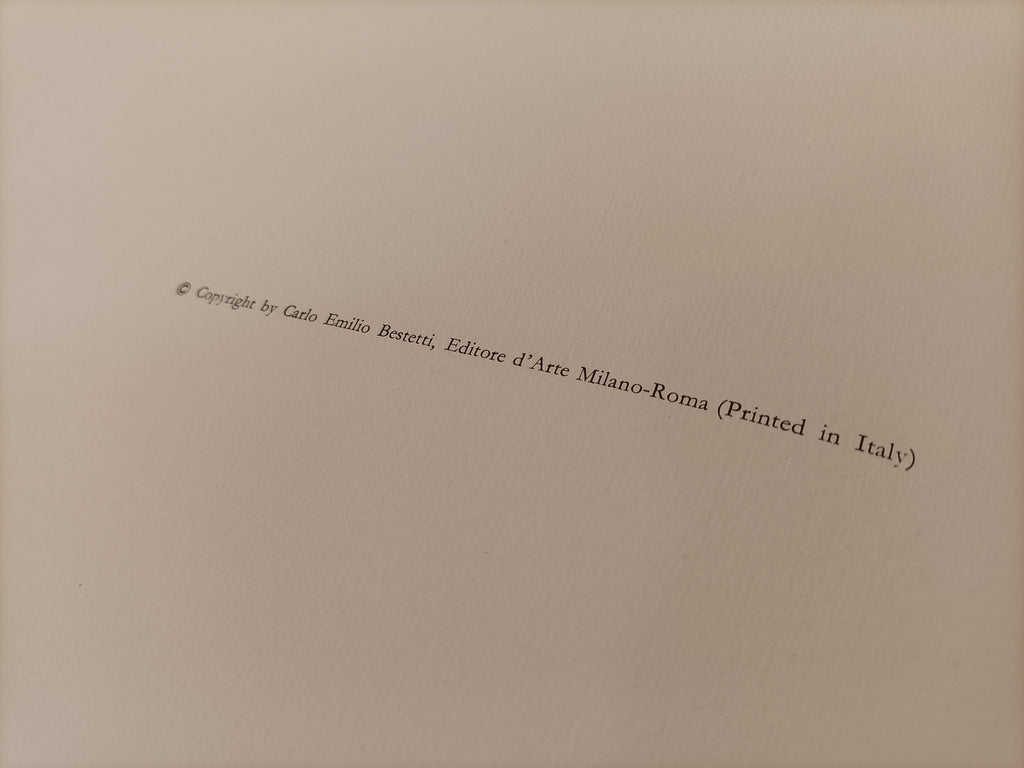 © Copyright by Carlo Emilio Bestetti, Editore d'Arte Milano-Roma (Printed in Italy)